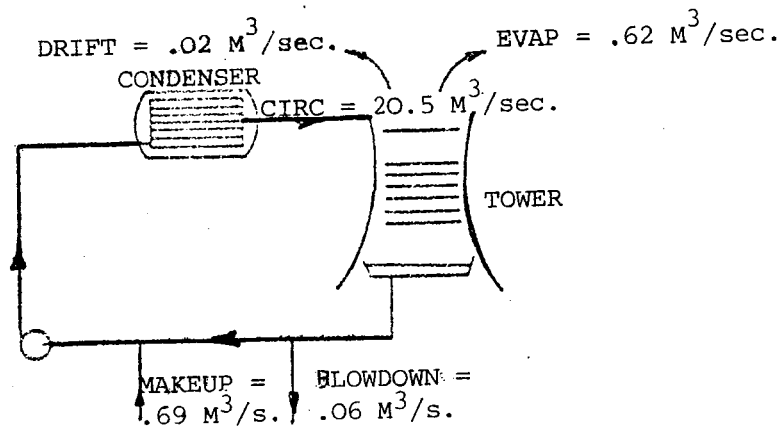 DRIFT = .02 M³/sec.
EVAP = .62 M³/sec.
CONDENSER
CIRC = 20.5 M³/sec.
TOWER
MAKEUP =
.69 M³/s.
BLOWDOWN =
.06 M³/s.